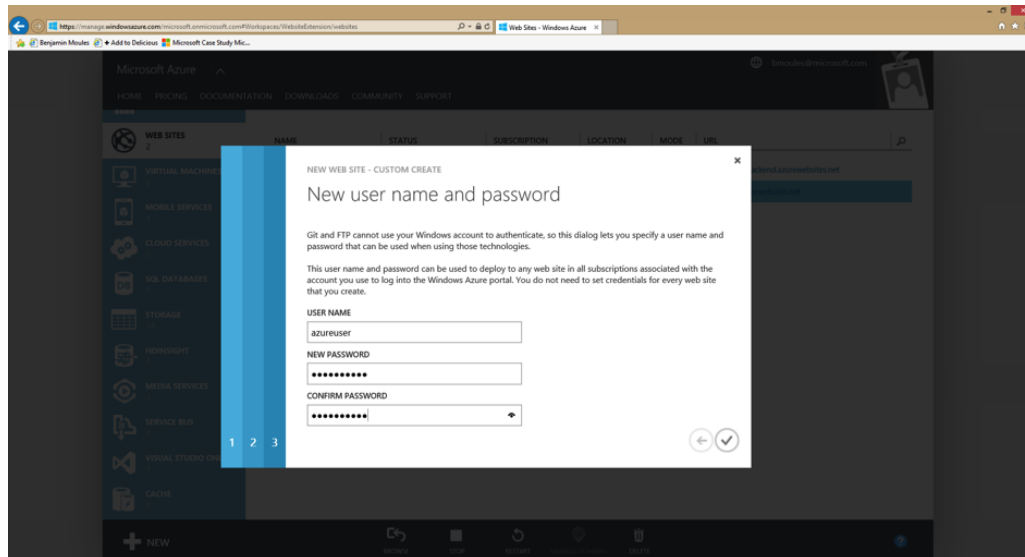 https://manage.windowsazure.com/microsoft.onmicrosoft.com#Workspaces/WebsiteExtension/websites
Web Sites - Windows Azure
Benjamin Moules
Add to Delicious
Microsoft Case Study Mic...
Microsoft Azure
bmoules@microsoft.com
HOME PRICING DOCUMENTATION DOWNLOADS COMMUNITY SUPPORT
WEB SITES
2
NAME STATUS SUBSCRIPTION LOCATION MODE URL
VIRTUAL MACHINES
MOBILE SERVICES
CLOUD SERVICES
SQL DATABASES
STORAGE
HDINSIGHT
MEDIA SERVICES
SERVICE BUS
VISUAL STUDIO ONL
CACHE
NEW WEB SITE - CUSTOM CREATE
New user name and password
Git and FTP cannot use your Windows account to authenticate, so this dialog lets you specify a user name and
password that can be used when using those technologies.
This user name and password can be used to deploy to any web site in all subscriptions associated with the
account you use to log into the Windows Azure portal. You do not need to set credentials for every web site
that you create.
USER NAME
azureuser
NEW PASSWORD
CONFIRM PASSWORD
1 2 3
NEW
BROWSE STOP RESTART DELETE